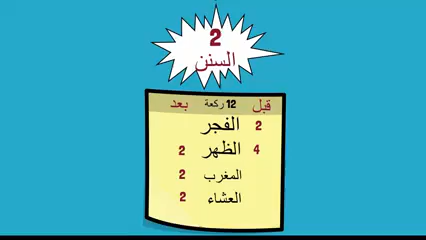 2
السنن
قبل 12 ركعة بعد
2 الفجر
4 الظهر 2
المغرب 2
العشاء 2